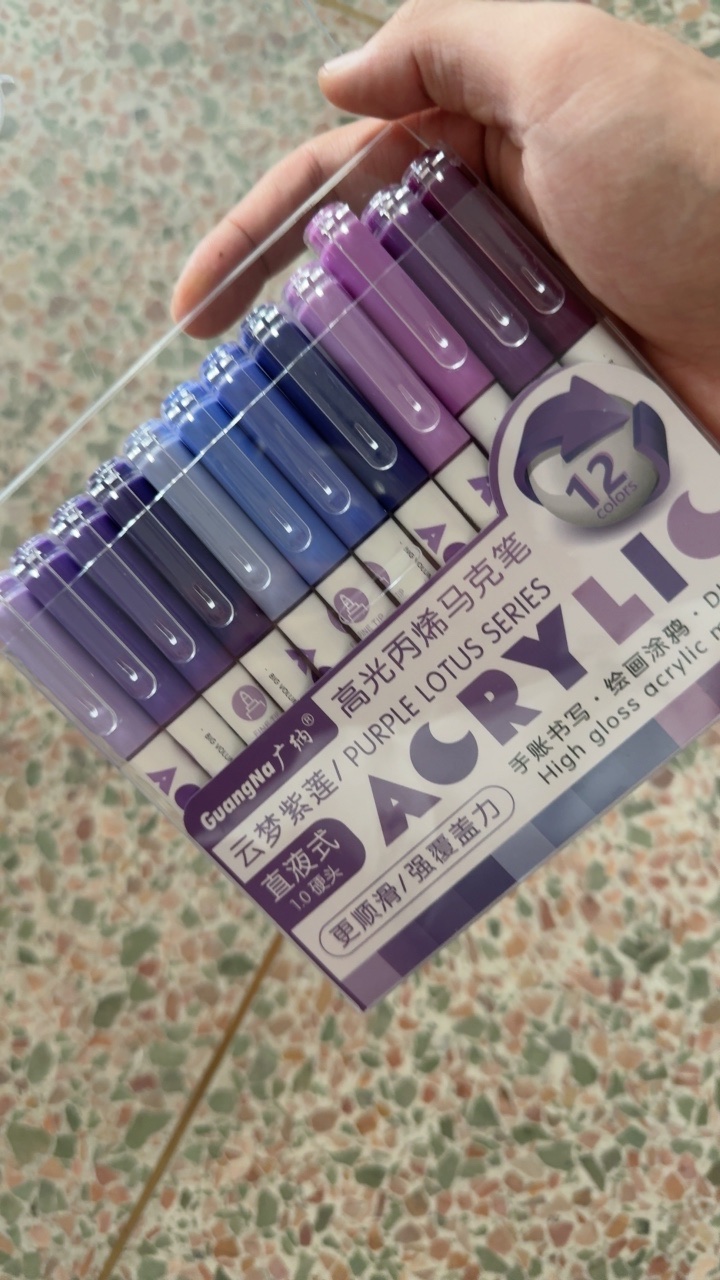 12
colors
GuangNa广纳®
高光丙烯马克笔
云梦紫莲/PURPLE LOTUS SERIES
ACRYLIC
直液式
1.0 硬头
手账书写·绘画涂鸦·D
High gloss acrylic
更顺滑/强覆盖力